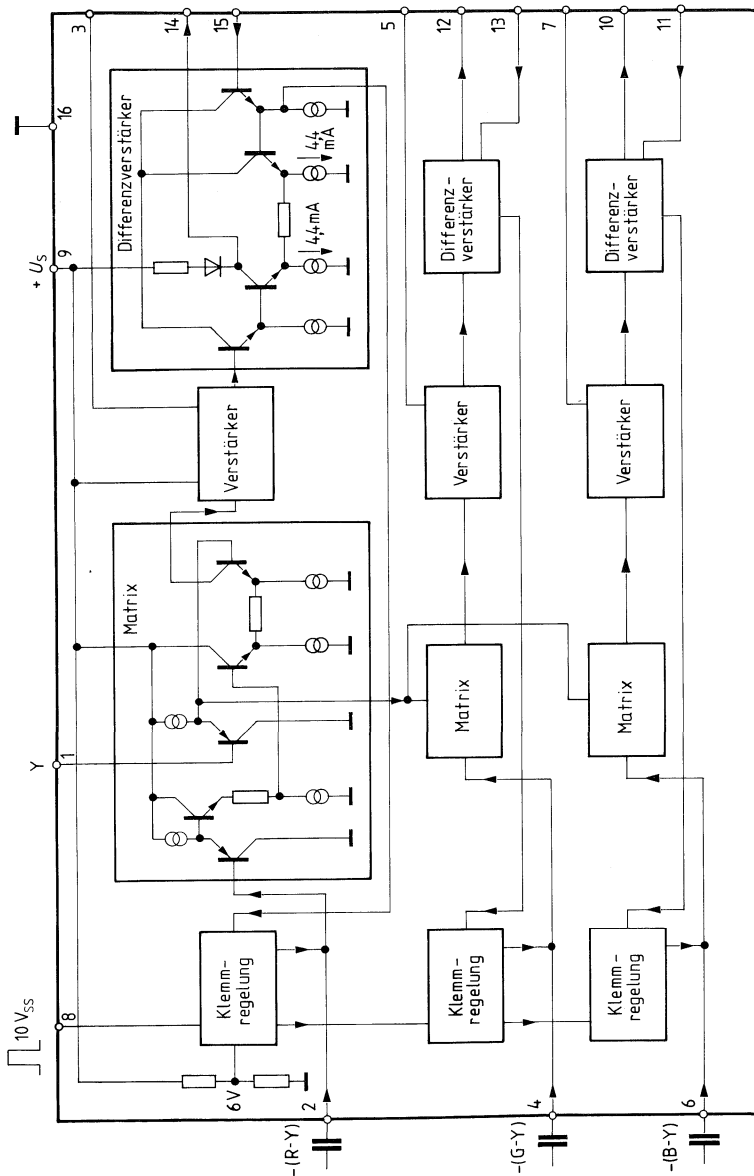 10 V_SS
8
Y
1
+ U_S
9
16
3
14
15
5
12
13
7
10
11
6V
2
-(R-Y)
4
-(G-Y)
6
-(B-Y)
Klemm-
regelung
Matrix
Verstärker
Differenzverstärker
4,4 mA
4,4
mA
Klemm-
regelung
Matrix
Verstärker
Differenz-
verstärker
Klemm-
regelung
Matrix
Verstärker
Differenz-
verstärker